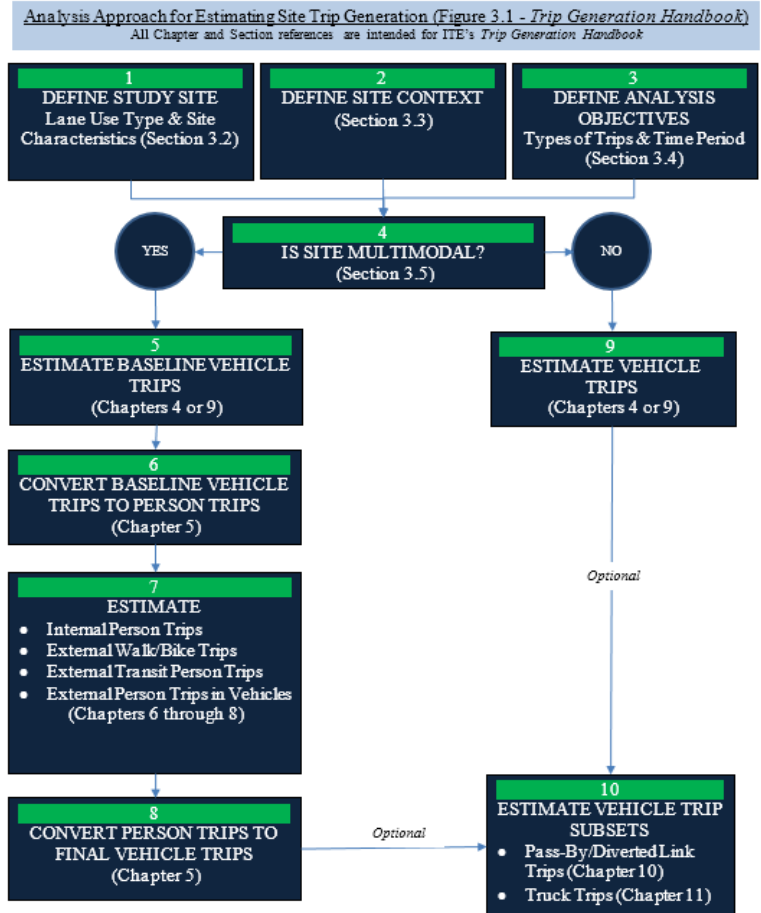 Analysis Approach for Estimating Site Trip Generation (Figure 3.1 - Trip Generation Handbook)
All Chapter and Section references are intended for ITE's Trip Generation Handbook
1
DEFINE STUDY SITE
Lane Use Type & Site
Characteristics (Section 3.2)
2
DEFINE SITE CONTEXT
(Section 3.3)
3
DEFINE ANALYSIS
OBJECTIVES
Types of Trips & Time Period
(Section 3.4)
4
IS SITE MULTIMODAL?
(Section 3.5)
YES
NO
5
ESTIMATE BASELINE VEHICLE
TRIPS
(Chapters 4 or 9)
9
ESTIMATE VEHICLE
TRIPS
(Chapters 4 or 9)
6
CONVERT BASELINE VEHICLE
TRIPS TO PERSON TRIPS
(Chapter 5)
Optional
7
ESTIMATE
• Internal Person Trips
• External Walk/Bike Trips
• External Transit Person Trips
• External Person Trips in Vehicles
(Chapters 6 through 8)
8
CONVERT PERSON TRIPS TO
FINAL VEHICLE TRIPS
(Chapter 5)
Optional
10
ESTIMATE VEHICLE TRIP
SUBSETS
• Pass-By/Diverted Link
Trips (Chapter 10)
• Truck Trips (Chapter 11)